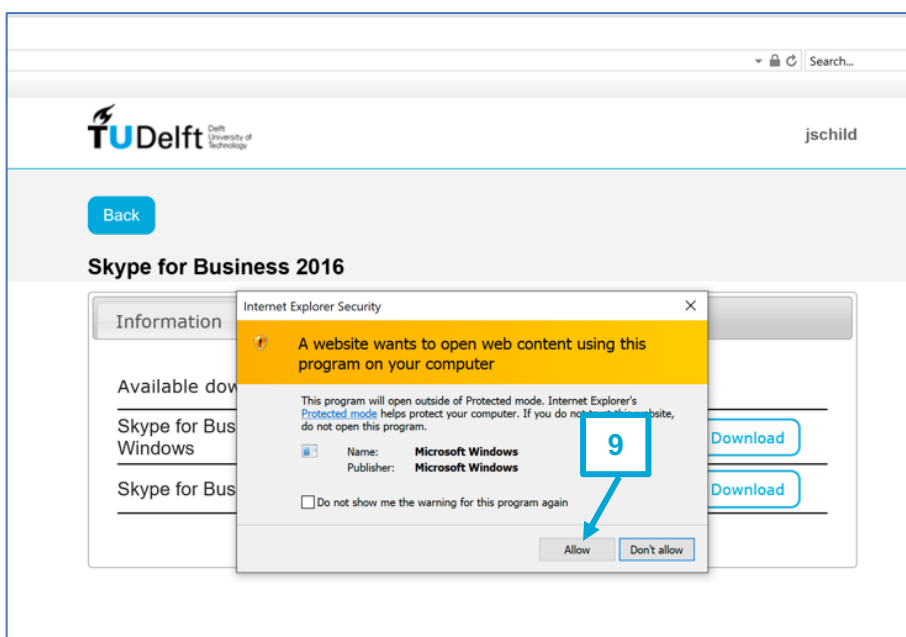 Search...
TUDelft Delft University of Technology
jschild
Back
Skype for Business 2016
Internet Explorer Security
Information
A website wants to open web content using this
program on your computer
Available dow
This program will open outside of Protected mode. Internet Explorer's
Protected mode helps protect your computer. If you do not trust this website,
do not open this program.
Skype for Bus
Windows
Name: Microsoft Windows
Publisher: Microsoft Windows
9
Download
Skype for Bus
Download
Do not show me the warning for this program again
Allow
Don't allow